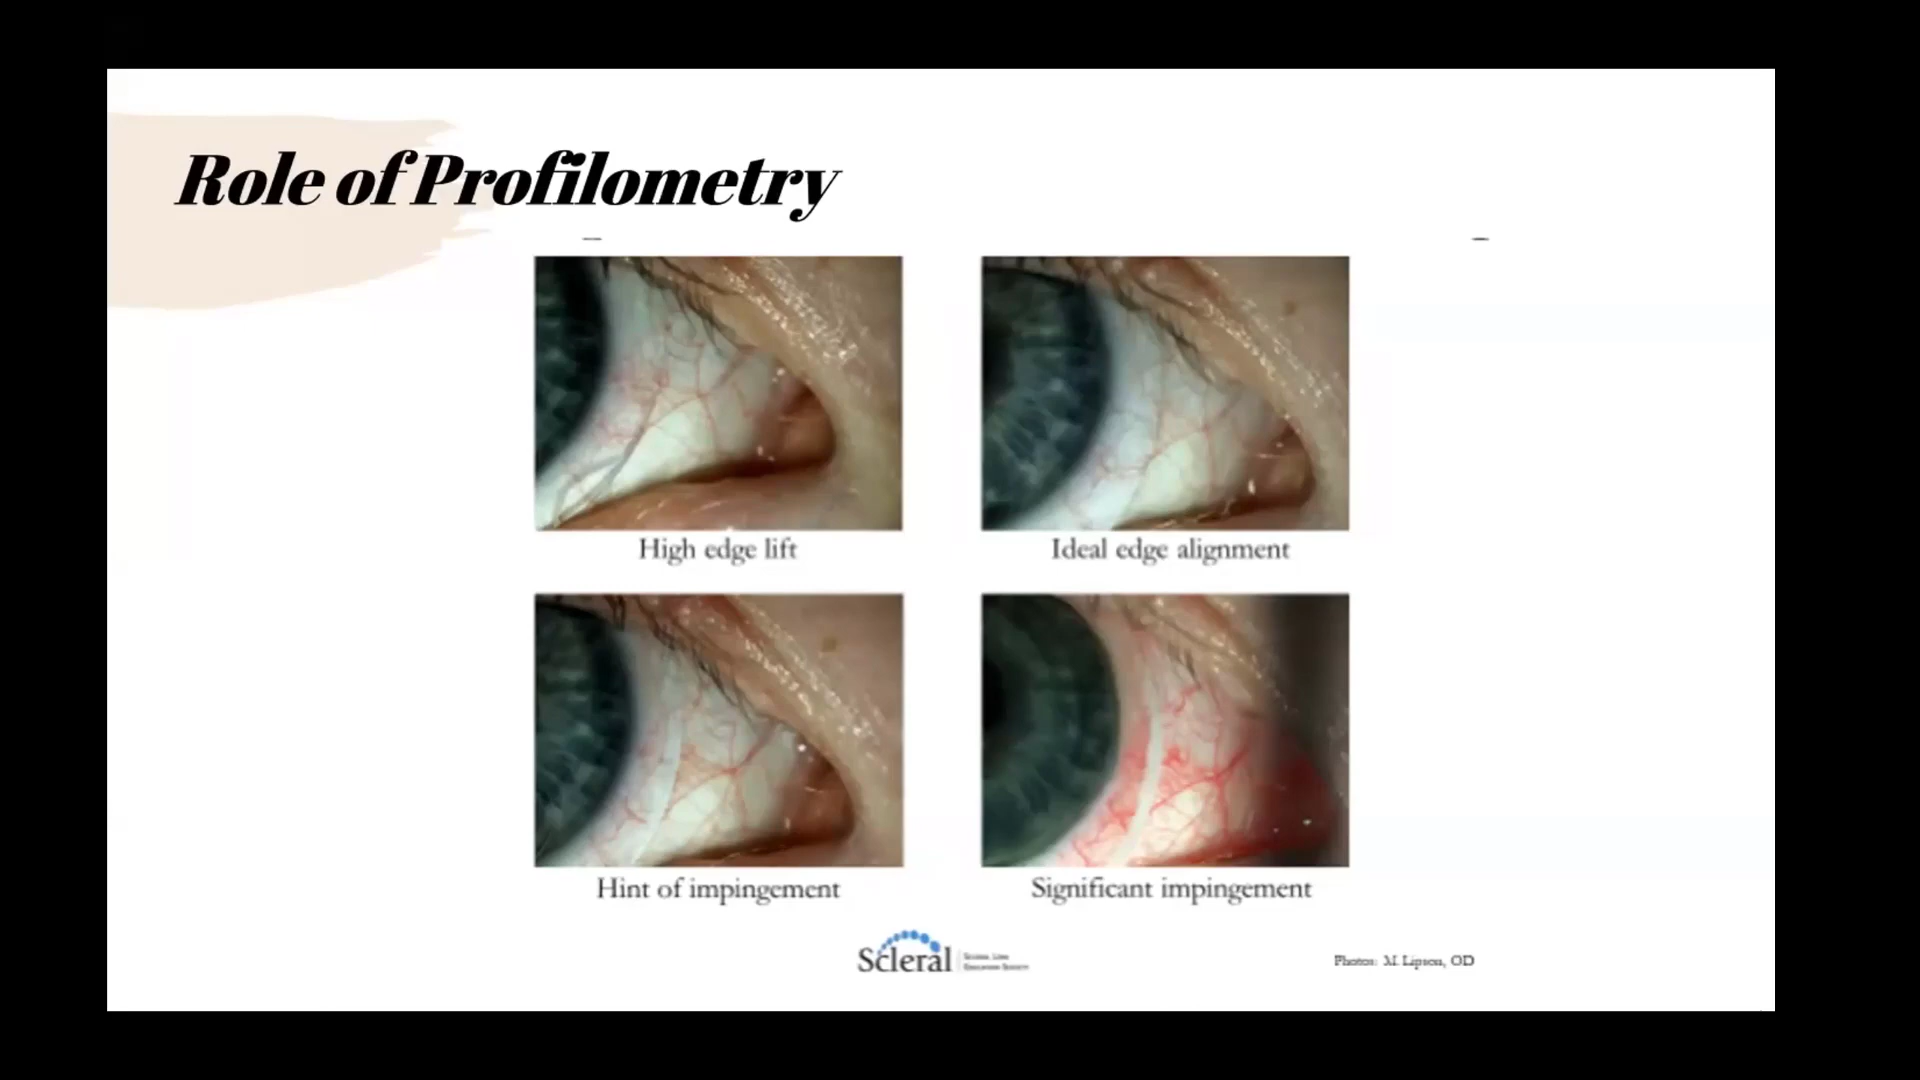 Role of Profilometry
High edge lift
Ideal edge alignment
Hint of impingement
Significant impingement
Scleral
Photos: M. Lipson, OD